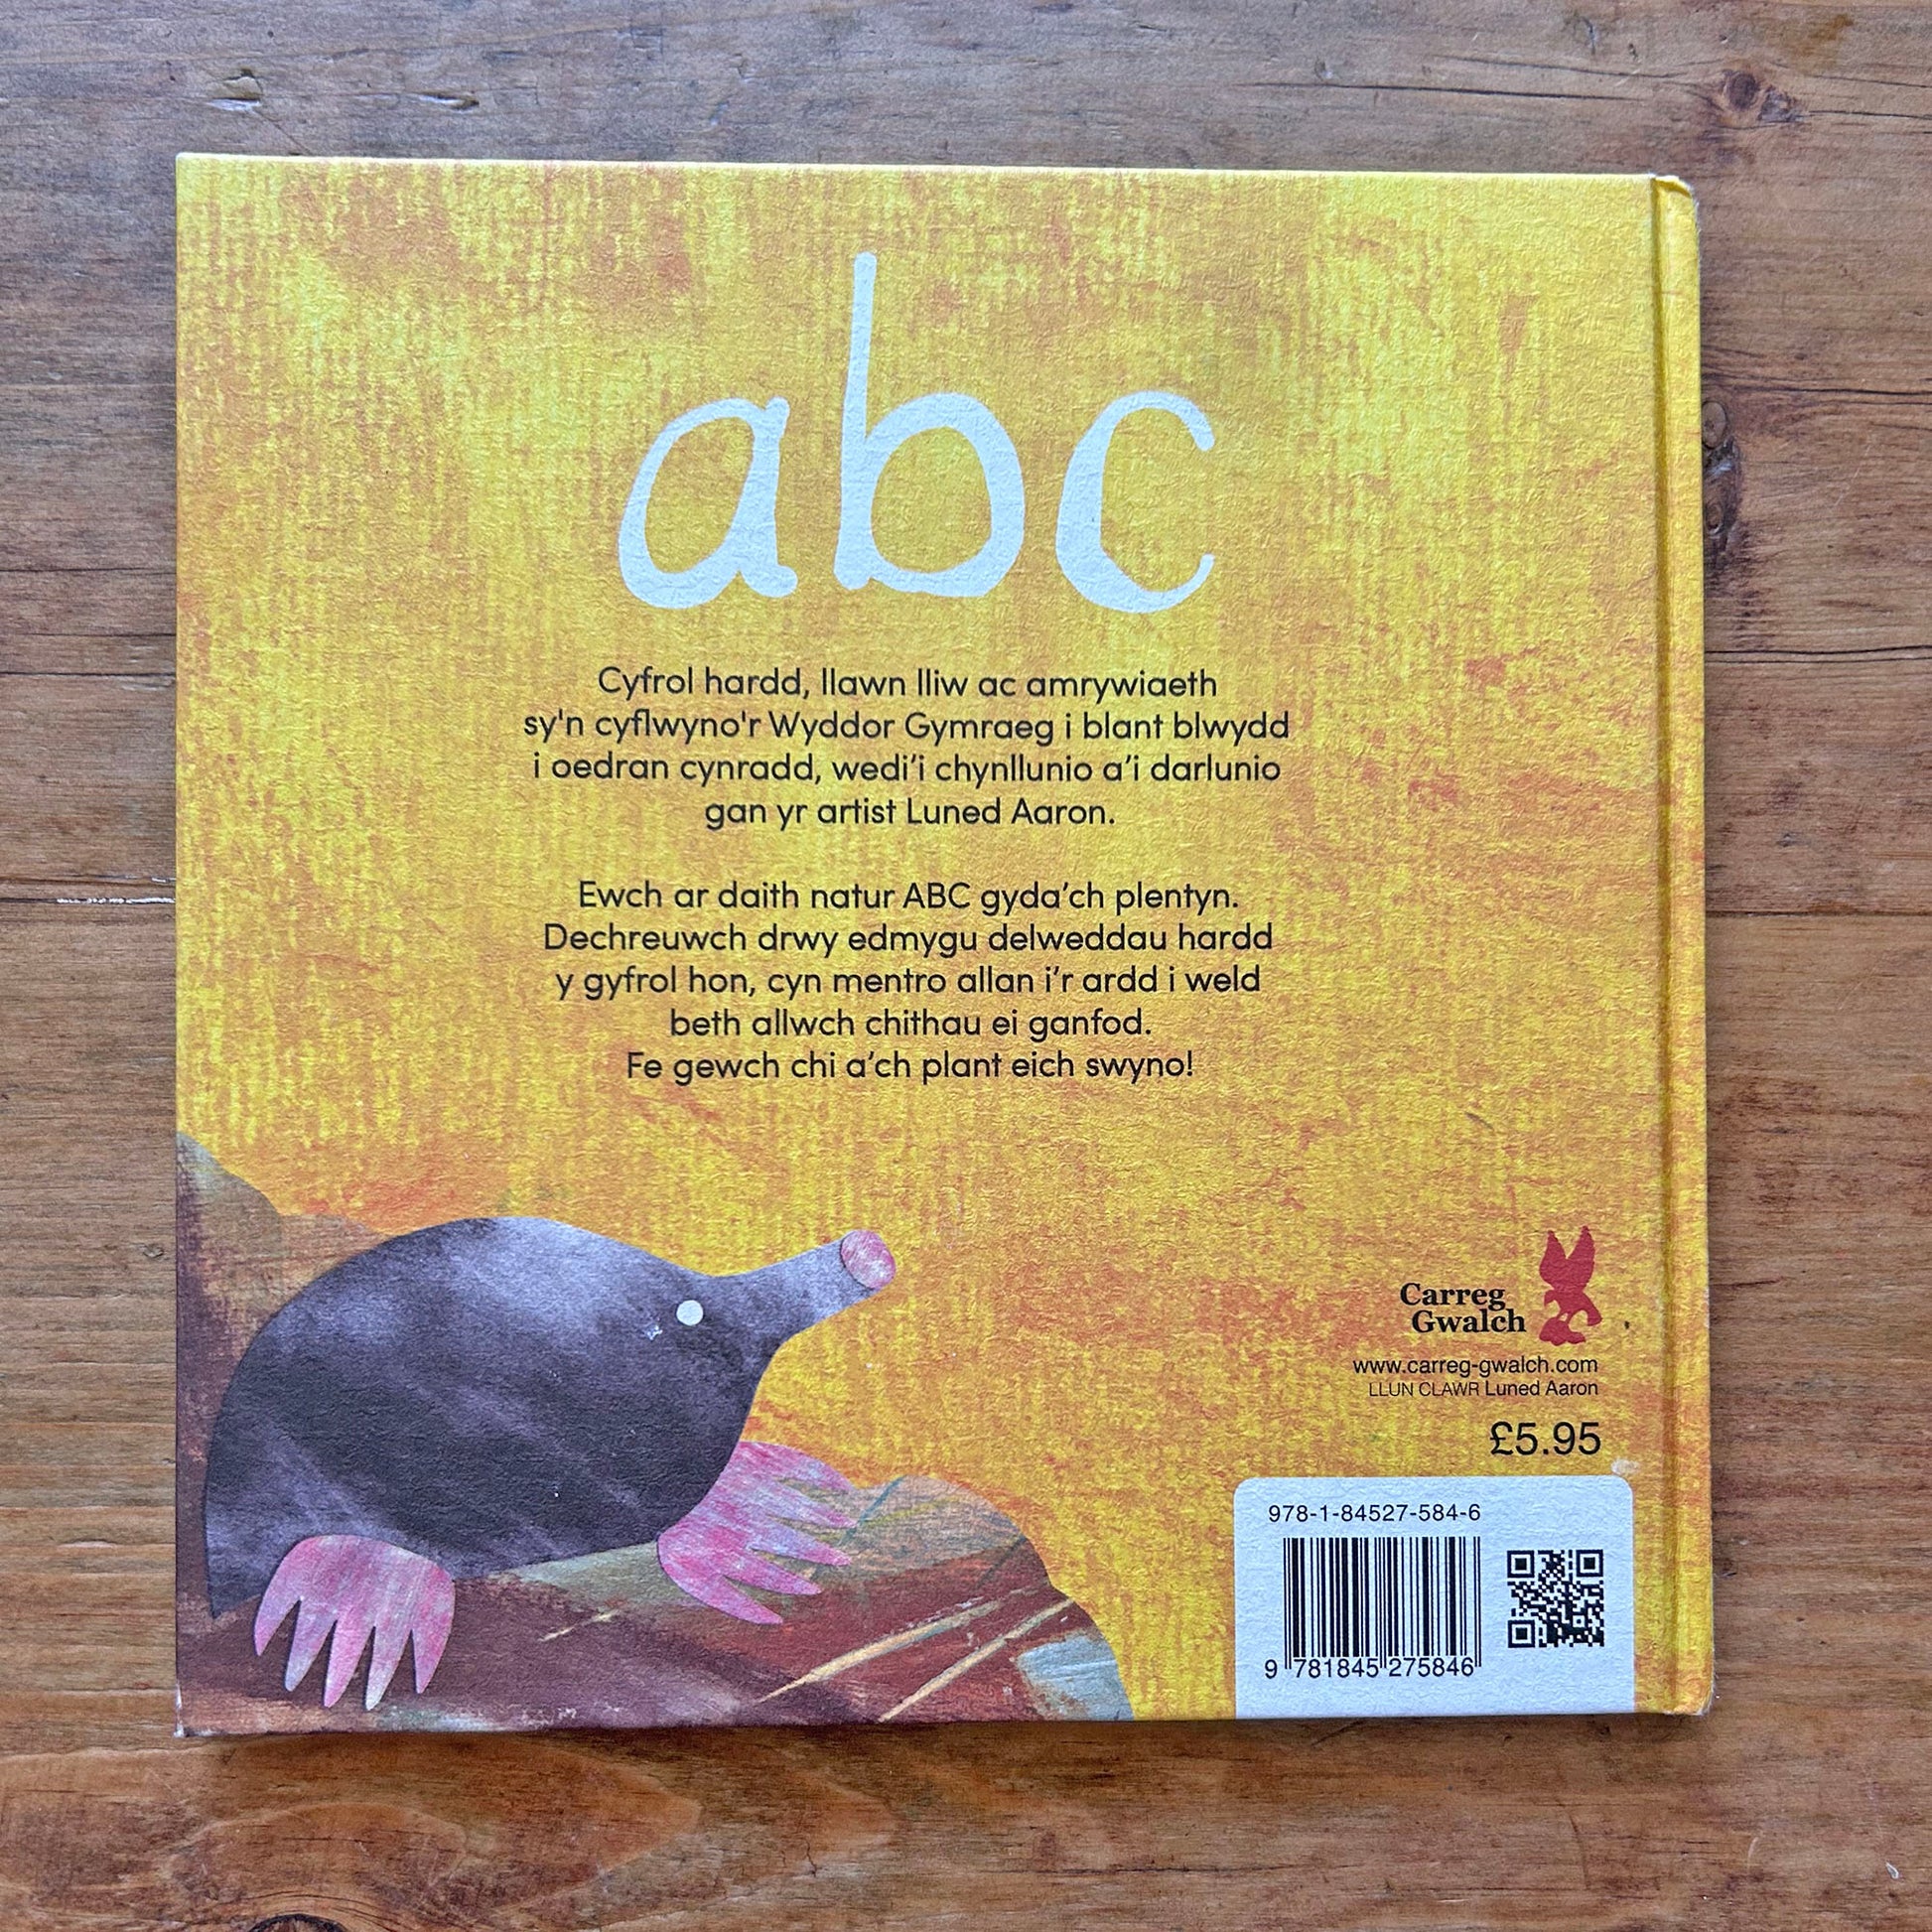 abc
Cyfrol hardd, llawn lliw ac amrywiaeth
sy'n cyflwyno'r Wyddor Gymraeg i blant blwydd
i oedran cynradd, wedi’i chynllunio a’i darlunio
gan yr artist Luned Aaron.
Ewch ar daith natur ABC gyda’ch plentyn.
Dechreuwch drwy edmygu delweddau hardd
y gyfrol hon, cyn mentro allan i’r ardd i weld
beth allwch chithau ei ganfod.
Fe gewch chi a’ch plant eich swyno!
Carreg
Gwalch
www.carreg-gwalch.com
LLUN CLAWR Luned Aaron
£5.95
978-1-84527-584-6
9 781845 275846